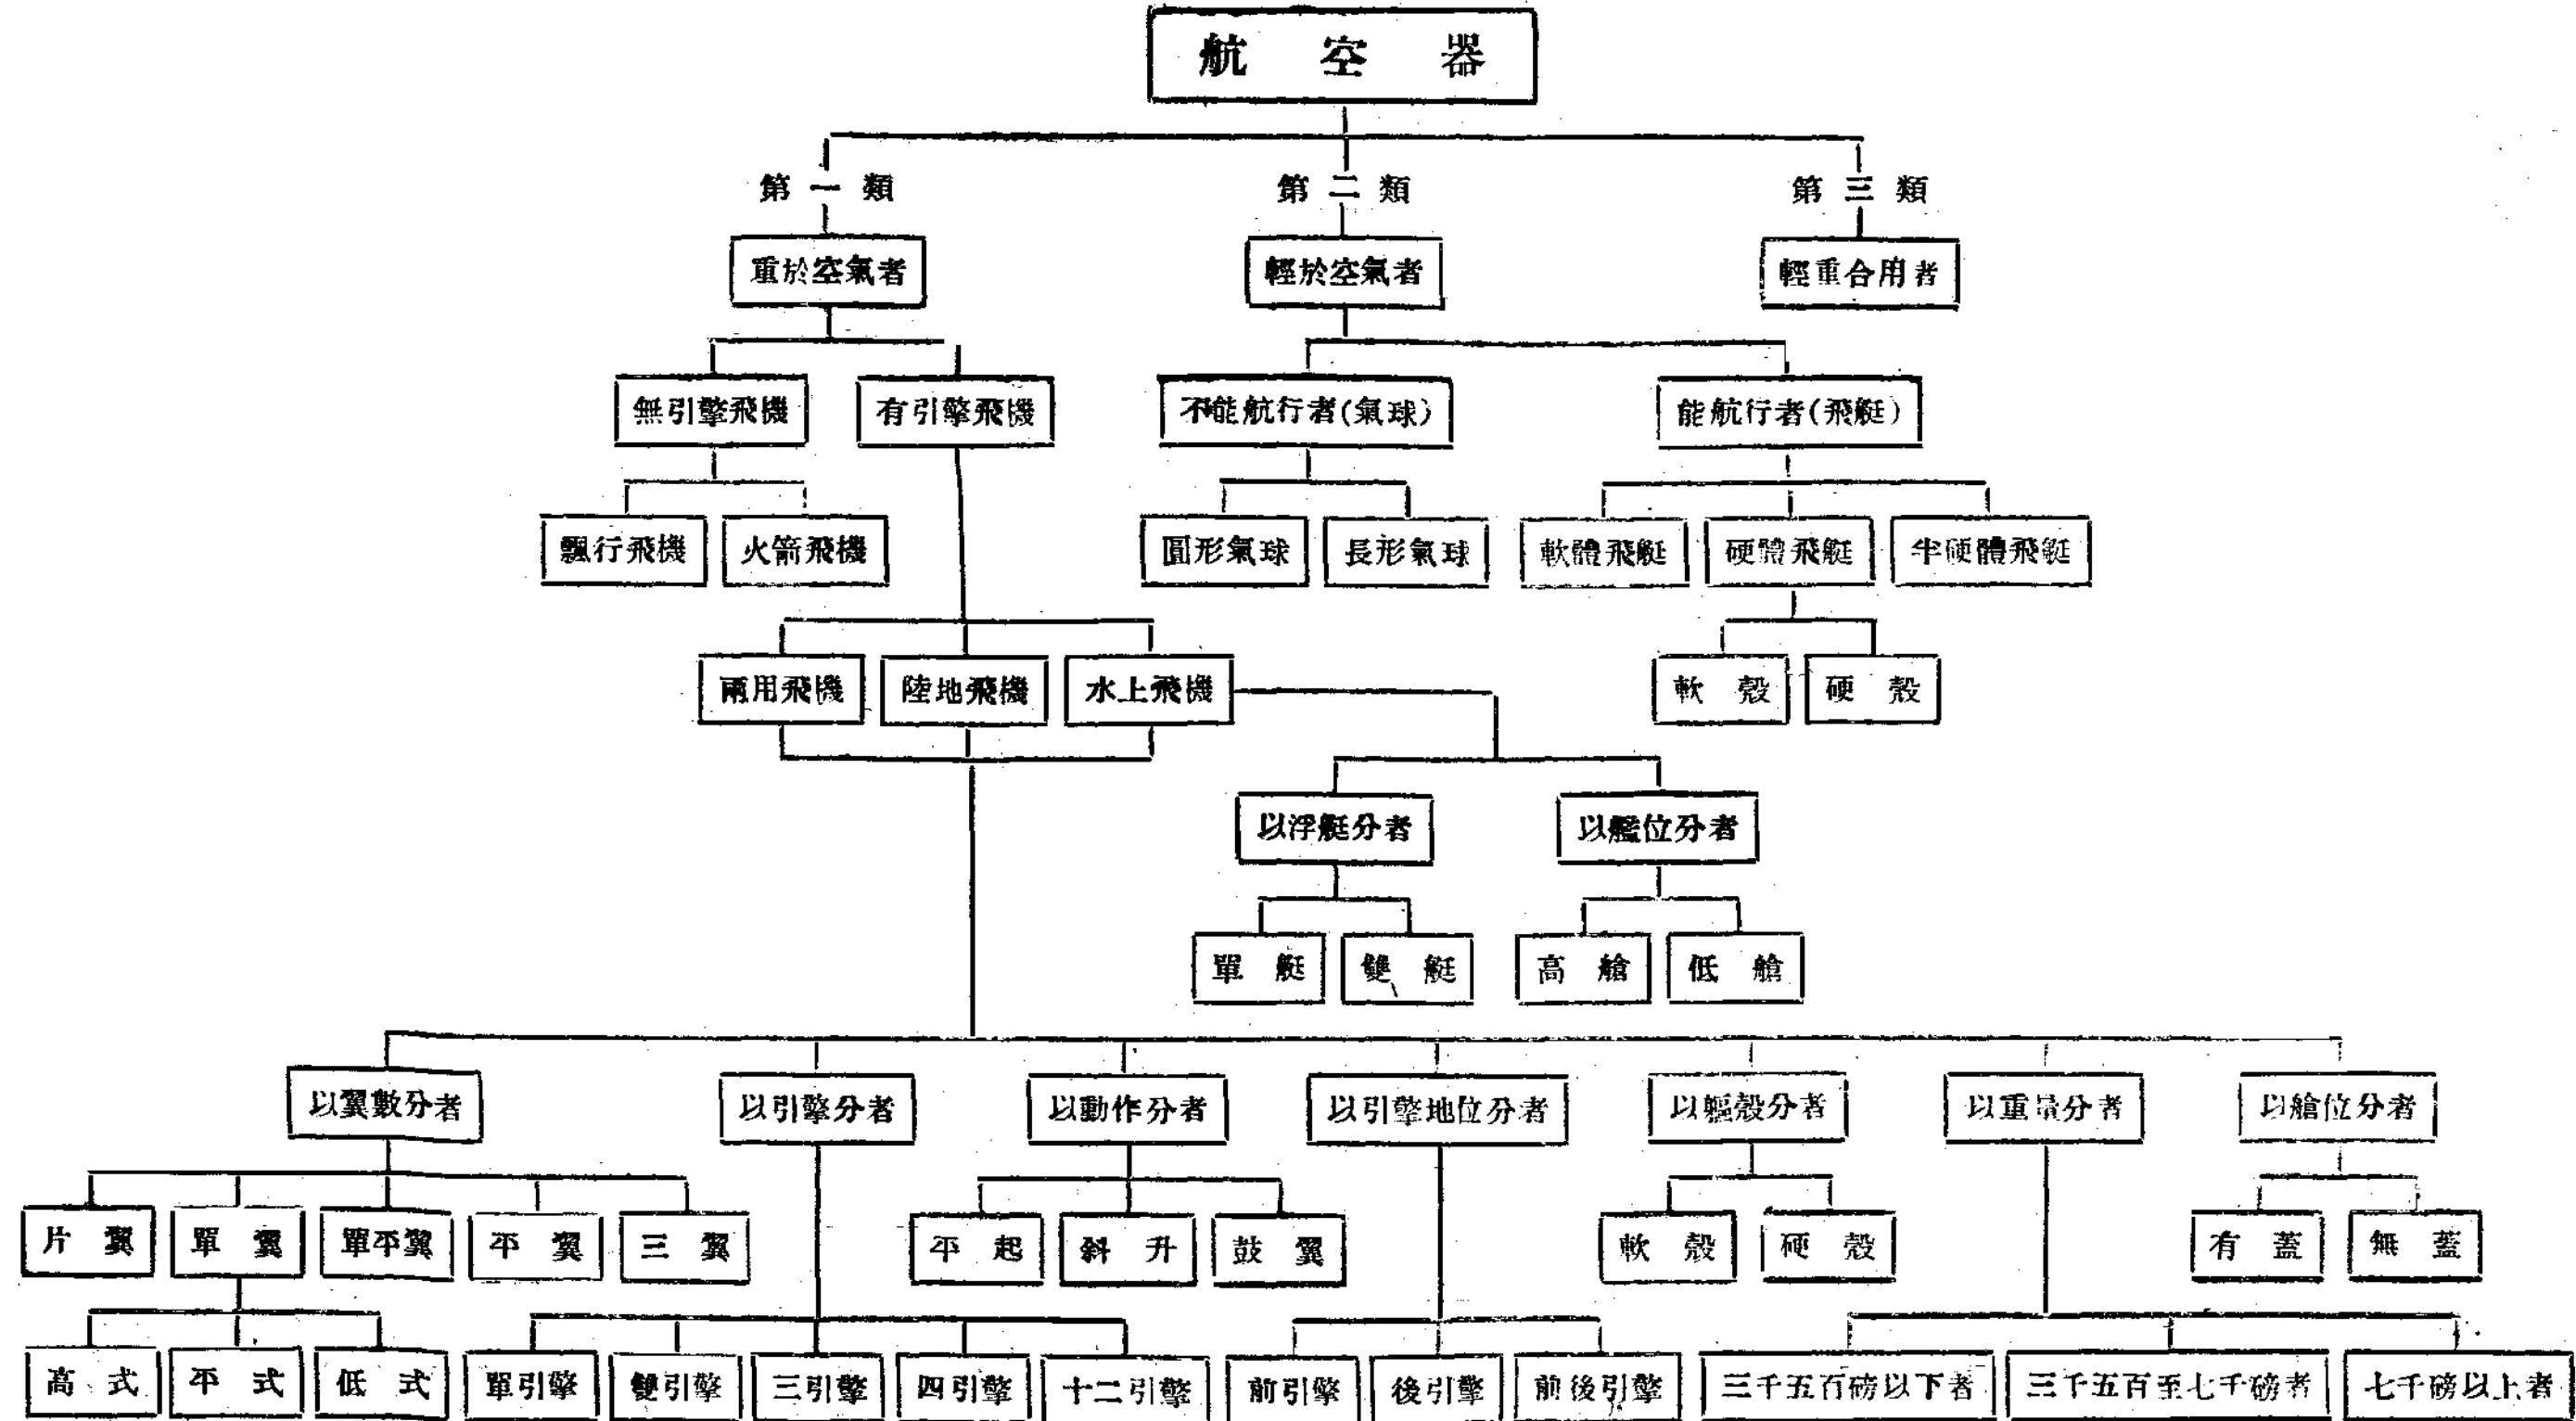 航空器
第一類
第二類
第三類
重於空氣者
輕於空氣者
輕重合用者
無引擎飛機
有引擎飛機
不能航行者(氣球)
能航行者(飛艇)
飄行飛機
火箭飛機
圓形氣球
長形氣球
軟體飛艇
硬體飛艇
半硬體飛艇
兩用飛機
陸地飛機
水上飛機
軟殼
硬殼
以浮艇分者
以艦位分者
單艇
雙艇
高艙
低艙
以翼數分者
以引擎分者
以動作分者
以引擎地位分者
以軀殼分者
以重量分者
以艙位分者
片翼
單翼
單平翼
平翼
三翼
平起
斜升
鼓翼
軟殼
硬殼
有蓋
無蓋
高式
平式
低式
單引擎
雙引擎
三引擎
四引擎
十二引擎
前引擎
後引擎
前後引擎
三千五百磅以下者
三千五百至七千磅者
七千磅以上者